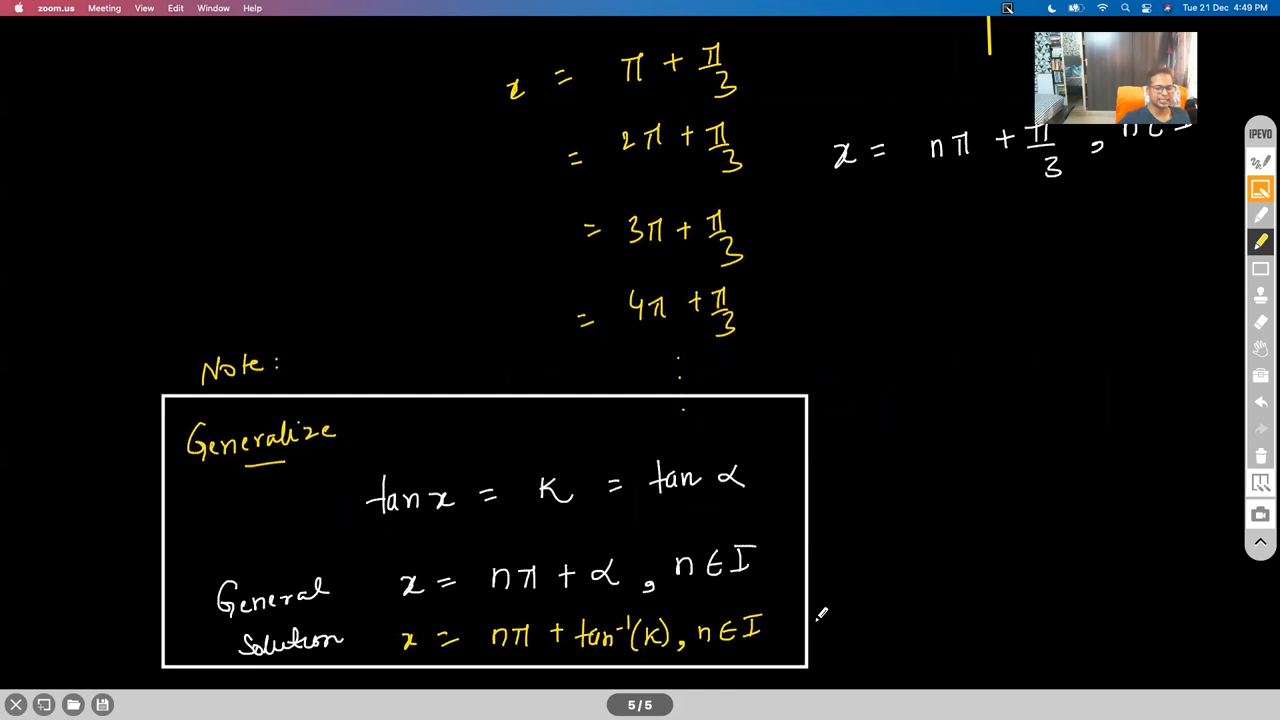 zoom.us Meeting View Edit Window Help Tue 21 Dec 4:49 PM
x = π + π/3
= 2π + π/3
= 3π + π/3
= 4π + π/3
⋮
x = nπ + π/3 , n∈I
IPEVO
Note :
Generalize
tan x = K = tan α
General x = nπ + α , n∈I
Solution x = nπ + tan⁻¹(K), n∈I
5/5